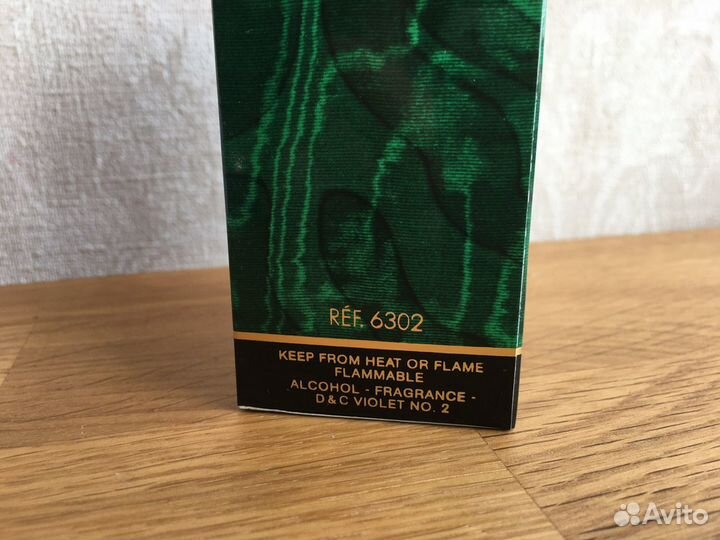 RÉF. 6302
KEEP FROM HEAT OR FLAME
FLAMMABLE
ALCOHOL - FRAGRANCE -
D & C VIOLET NO. 2
Avito